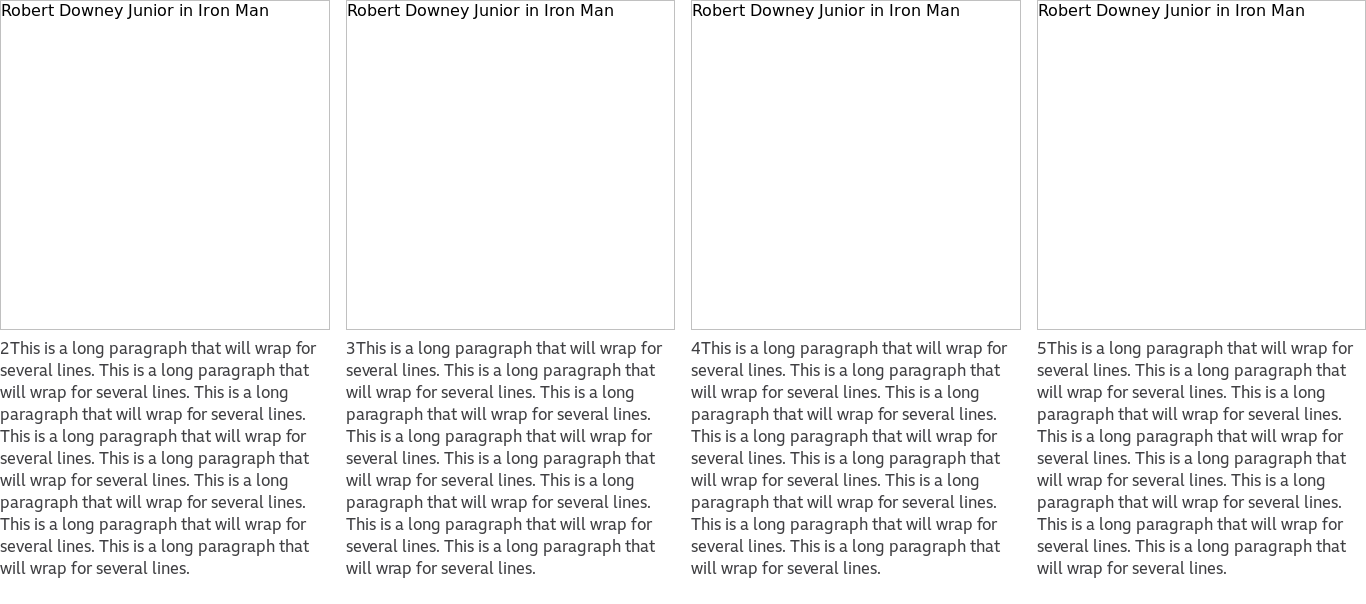 Robert Downey Junior in Iron Man
2This is a long paragraph that will wrap for
several lines. This is a long paragraph that
will wrap for several lines. This is a long
paragraph that will wrap for several lines.
This is a long paragraph that will wrap for
several lines. This is a long paragraph that
will wrap for several lines. This is a long
paragraph that will wrap for several lines.
This is a long paragraph that will wrap for
several lines. This is a long paragraph that
will wrap for several lines.
Robert Downey Junior in Iron Man
3This is a long paragraph that will wrap for
several lines. This is a long paragraph that
will wrap for several lines. This is a long
paragraph that will wrap for several lines.
This is a long paragraph that will wrap for
several lines. This is a long paragraph that
will wrap for several lines. This is a long
paragraph that will wrap for several lines.
This is a long paragraph that will wrap for
several lines. This is a long paragraph that
will wrap for several lines.
Robert Downey Junior in Iron Man
4This is a long paragraph that will wrap for
several lines. This is a long paragraph that
will wrap for several lines. This is a long
paragraph that will wrap for several lines.
This is a long paragraph that will wrap for
several lines. This is a long paragraph that
will wrap for several lines. This is a long
paragraph that will wrap for several lines.
This is a long paragraph that will wrap for
several lines. This is a long paragraph that
will wrap for several lines.
Robert Downey Junior in Iron Man
5This is a long paragraph that will wrap for
several lines. This is a long paragraph that
will wrap for several lines. This is a long
paragraph that will wrap for several lines.
This is a long paragraph that will wrap for
several lines. This is a long paragraph that
will wrap for several lines. This is a long
paragraph that will wrap for several lines.
This is a long paragraph that will wrap for
several lines. This is a long paragraph that
will wrap for several lines.